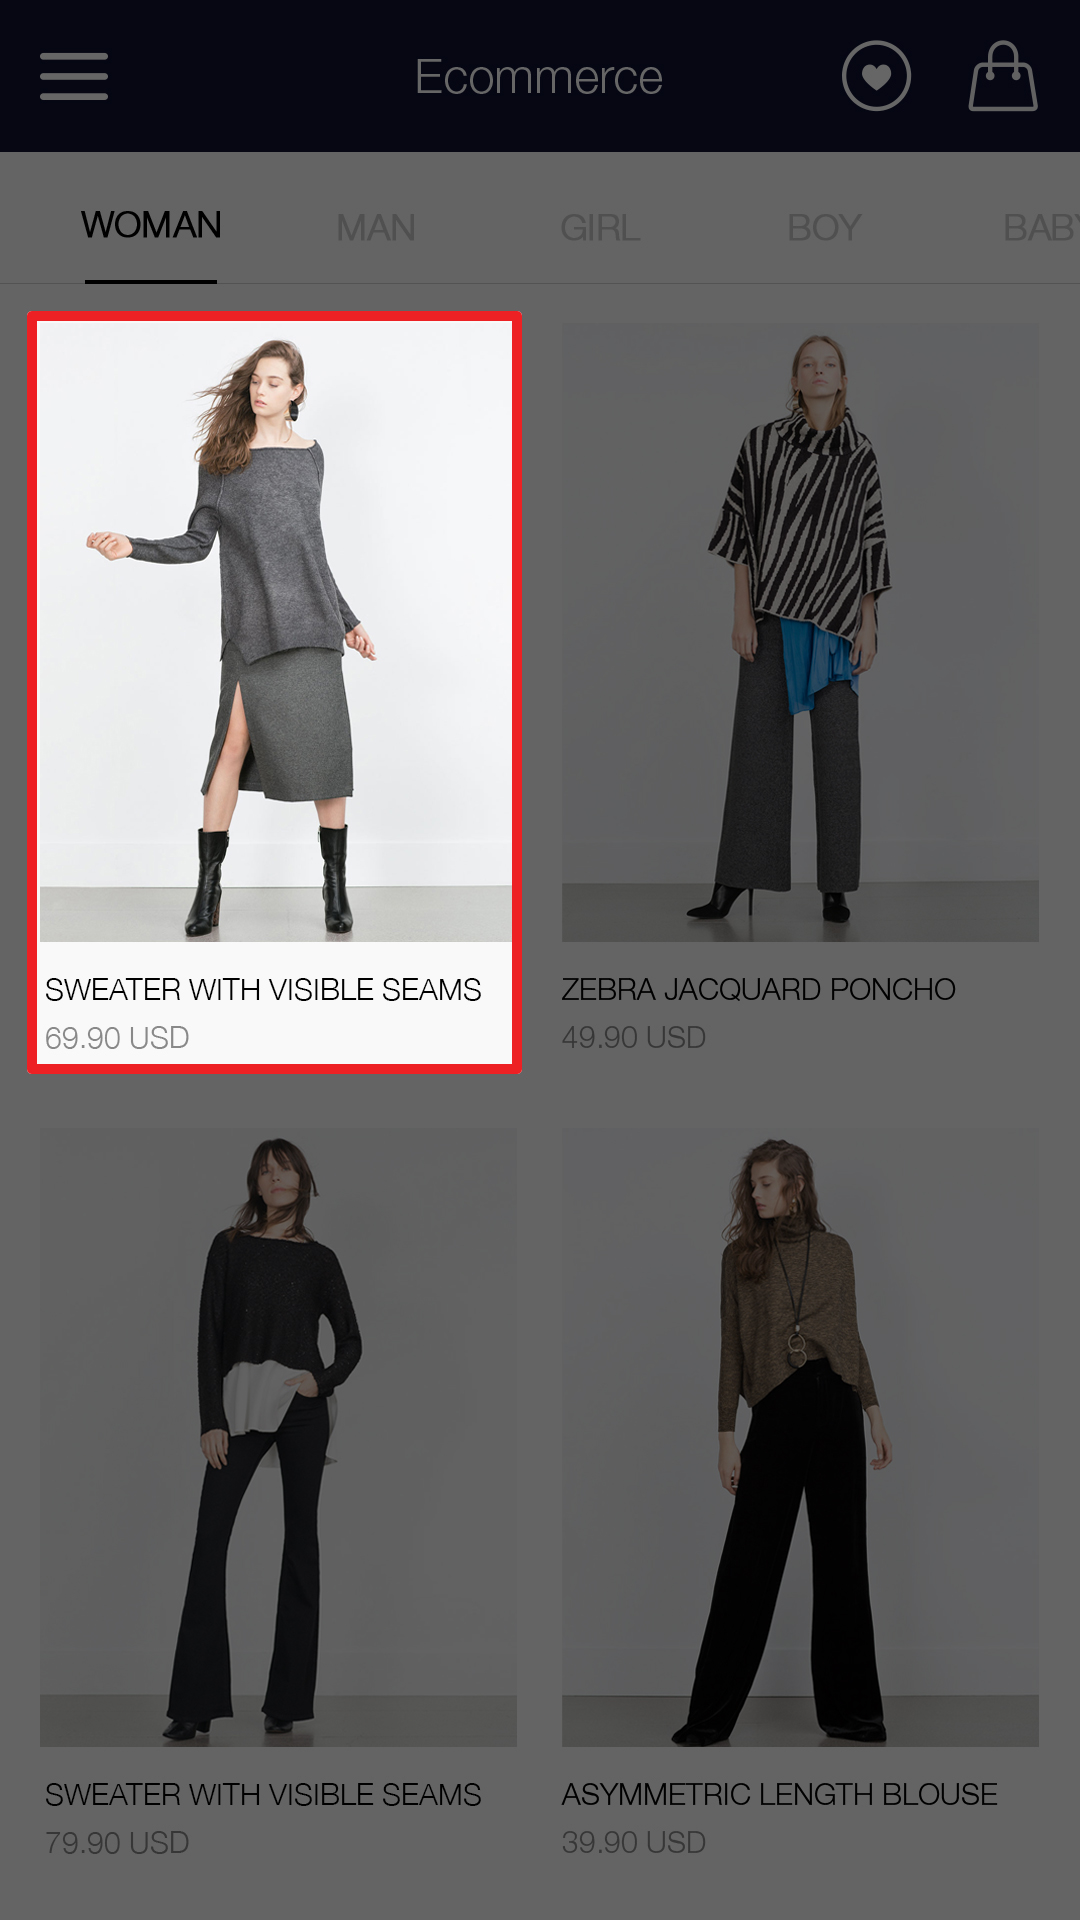 Ecommerce
WOMAN MAN GIRL BOY BABY
SWEATER WITH VISIBLE SEAMS
69.90 USD
ZEBRA JACQUARD PONCHO
49.90 USD
SWEATER WITH VISIBLE SEAMS
79.90 USD
ASYMMETRIC LENGTH BLOUSE
39.90 USD